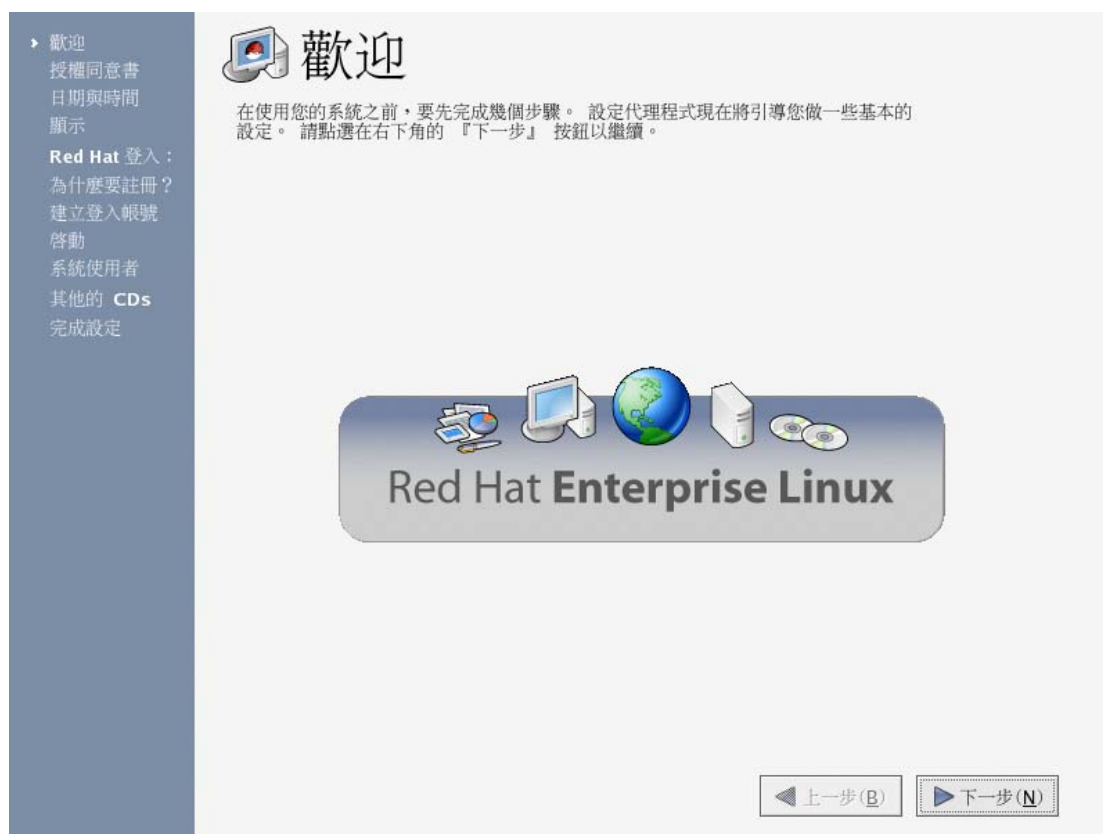 歡迎
授權同意書
日期與時間
顯示
Red Hat 登入：
為什麼要註冊？
建立登入帳號
啓動
系統使用者
其他的 CDs
完成設定
歡迎
在使用您的系統之前，要先完成幾個步驟。 設定代理程式現在將引導您做一些基本的
設定。 請點選在右下角的 『下一步』 按鈕以繼續。
Red Hat Enterprise Linux
上一步(B)
下一步(N)